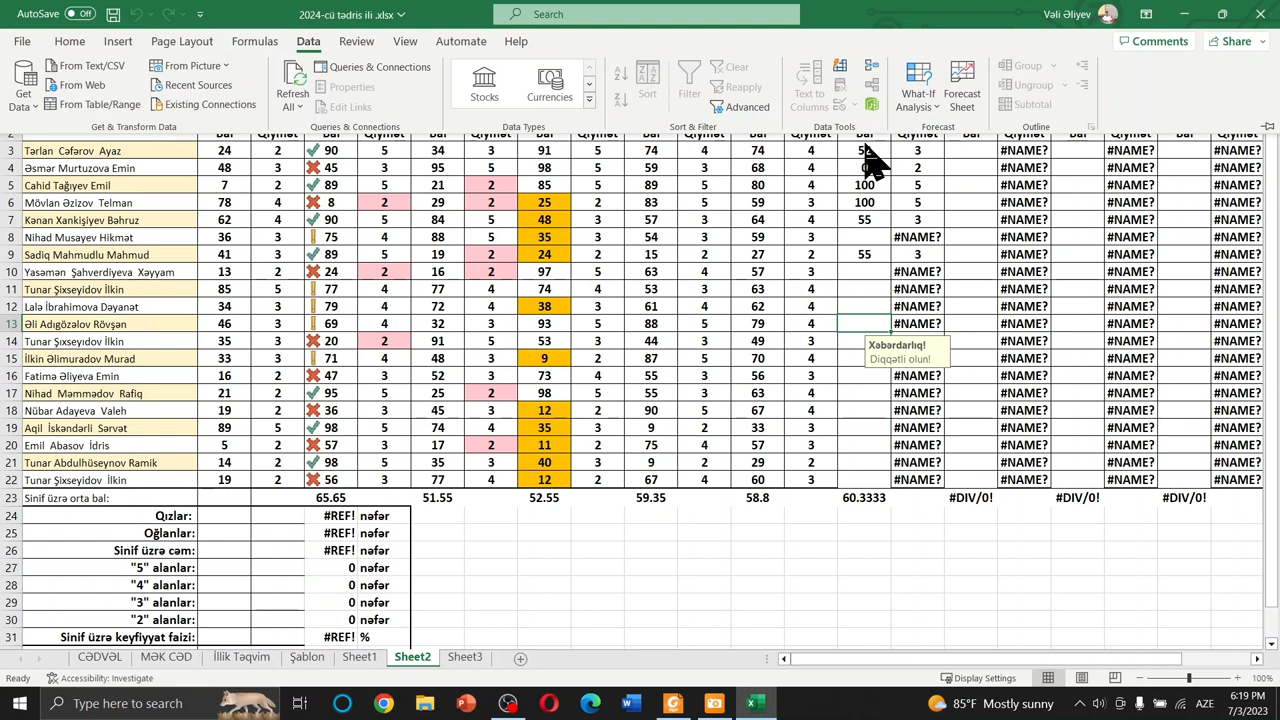 AutoSave Off 2024-cü tədris ili .xlsx Search Vəli Əliyev
File Home Insert Page Layout Formulas Data Review View Automate Help Comments Share
Get Data From Text/CSV From Picture Refresh All Queries & Connections Stocks Currencies Sort Filter Clear Text to Columns What-If Analysis Forecast Sheet Group
From Web Recent Sources Properties Reapply Ungroup
From Table/Range Existing Connections Edit Links Advanced Subtotal
Get & Transform Data Queries & Connections Data Types Sort & Filter Data Tools Forecast Outline
2 Bal Qiymət Bal Qiymət Bal Qiymət Bal Qiymət Bal Qiymət Bal Qiymət Bal Qiymət Bal Qiymət Bal Qiymət Bal Qiymət
3 Tərlan Cəfərov Ayaz 24 2 90 5 34 3 91 5 74 4 74 4 3 #NAME? #NAME? #NAME?
4 Əsmər Murtuzova Emin 48 3 45 3 95 5 98 5 59 3 68 4 0 2 #NAME? #NAME? #NAME?
5 Cahid Tağıyev Emil 7 2 89 5 21 2 85 5 89 5 80 4 100 5 #NAME? #NAME? #NAME?
6 Mövlan Əzizov Telman 78 4 8 2 29 2 25 2 83 5 59 3 100 5 #NAME? #NAME? #NAME?
7 Kənan Xankişiyev Bəhruz 62 4 90 5 84 5 48 3 57 3 64 4 55 3 #NAME? #NAME? #NAME?
8 Nihad Musayev Hikmət 36 3 75 4 88 5 35 3 54 3 59 3 #NAME? #NAME? #NAME? #NAME?
9 Sadiq Mahmudlu Mahmud 41 3 89 5 19 2 24 2 15 2 27 2 55 3 #NAME? #NAME? #NAME?
10 Yasəmən Şahverdiyeva Xəyyam 13 2 24 2 16 2 97 5 63 4 57 3 #NAME? #NAME? #NAME? #NAME?
11 Tunar Şixseyidov İlkin 85 5 77 4 77 4 74 4 53 3 63 4 #NAME? #NAME? #NAME? #NAME?
12 Lalə İbrahimova Dəyanət 34 3 79 4 72 4 38 3 61 4 62 4 #NAME? #NAME? #NAME? #NAME?
13 Əli Adıgözəlov Rövşən 46 3 69 4 32 3 93 5 88 5 79 4 #NAME? #NAME? #NAME? #NAME?
14 Tunar Şıxseyidov İlkin 35 3 20 2 91 5 53 3 44 3 49 3 #NAME? #NAME? #NAME?
Xəbərdarlıq!
15 İlkin Əlimuradov Murad 33 3 71 4 48 3 9 2 87 5 70 4 #NAME? #NAME? #NAME?
Diqqətli olun!
16 Fatimə Əliyeva Emin 16 2 47 3 52 3 73 4 55 3 56 3 #NAME? #NAME? #NAME? #NAME?
17 Nihad Məmmədov Rafiq 21 2 95 5 25 2 98 5 55 3 63 4 #NAME? #NAME? #NAME? #NAME?
18 Nübar Adayeva Valeh 19 2 36 3 45 3 12 2 90 5 67 4 #NAME? #NAME? #NAME? #NAME?
19 Aqil İskəndərli Sərvət 89 5 98 5 74 4 35 3 9 2 33 3 #NAME? #NAME? #NAME? #NAME?
20 Emil Abasov İdris 5 2 57 3 17 2 11 2 75 4 57 3 #NAME? #NAME? #NAME? #NAME?
21 Tunar Abdulhüseynov Ramik 14 2 98 5 35 3 40 3 9 2 29 2 #NAME? #NAME? #NAME? #NAME?
22 Tunar Şixseyidov İlkin 19 2 56 3 77 4 12 2 67 4 60 3 #NAME? #NAME? #NAME? #NAME?
23 Sinif üzrə orta bal: 65.65 51.55 52.55 59.35 58.8 60.3333 #DIV/0! #DIV/0! #DIV/0!
24 Qızlar: #REF! nəfər
25 Oğlanlar: #REF! nəfər
26 Sinif üzrə cəm: #REF! nəfər
27 "5" alanlar: 0 nəfər
28 "4" alanlar: 0 nəfər
29 "3" alanlar: 0 nəfər
30 "2" alanlar: 0 nəfər
31 Sinif üzrə keyfiyyat faizi: #REF! %
CƏDVƏL MƏK CƏD İllik Təqvim Şablon Sheet1 Sheet2 Sheet3
Ready Accessibility: Investigate Display Settings 100%
Type here to search 85°F Mostly sunny AZE 6:19 PM
7/3/2023